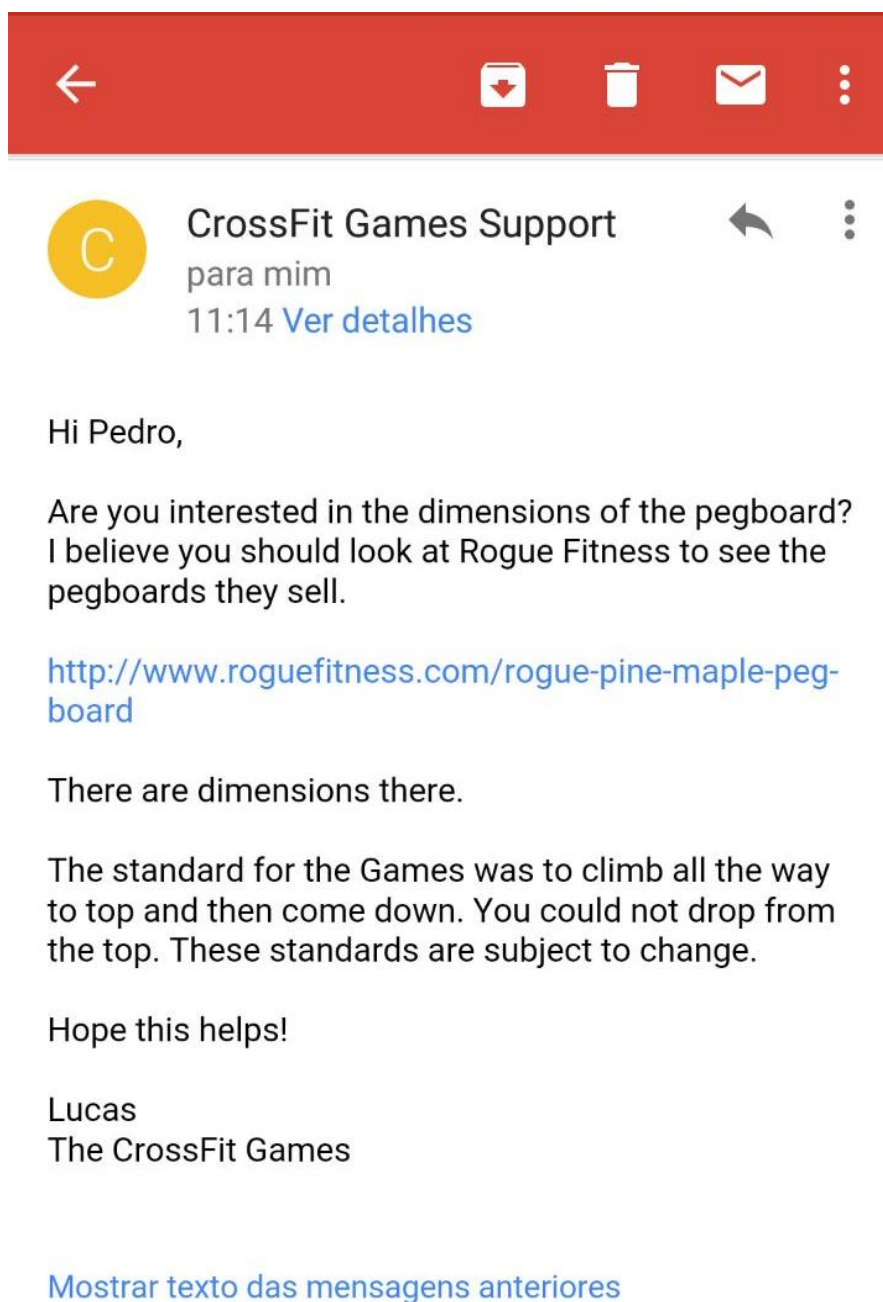 C
CrossFit Games Support
para mim
11:14 Ver detalhes
Hi Pedro,
Are you interested in the dimensions of the pegboard?
I believe you should look at Rogue Fitness to see the
pegboards they sell.
http://www.roguefitness.com/rogue-pine-maple-peg-
board
There are dimensions there.
The standard for the Games was to climb all the way
to top and then come down. You could not drop from
the top. These standards are subject to change.
Hope this helps!
Lucas
The CrossFit Games
Mostrar texto das mensagens anteriores